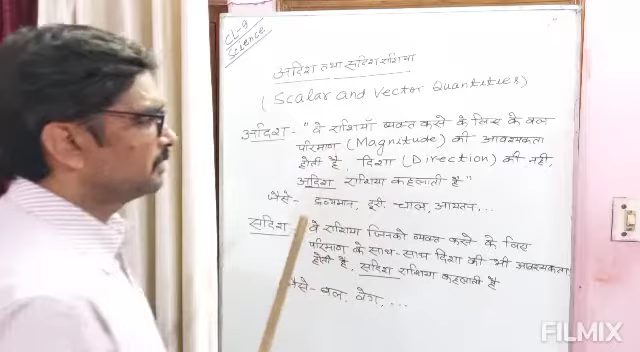 CL-9
Science
अदिश तथा सदिश राशियां
(Scalar and Vector Quantities)
अदिश - "वे राशियाँ व्यक्त करने के लिए केवल
परिमाण (Magnitude) की आवश्यकता
होती है, दिशा (Direction) की नहीं,
अदिश राशियां कहलाती है"
जैसे - द्रव्यमान, दूरी, चाल, आयतन,...
सदिश - वे राशियां जिनको व्यक्त करने के लिए
परिमाण के साथ-साथ दिशा की भी आवश्यकता
होती है, सदिश राशियां कहलाती है
जैसे - बल, वेग, ...
FILMIX